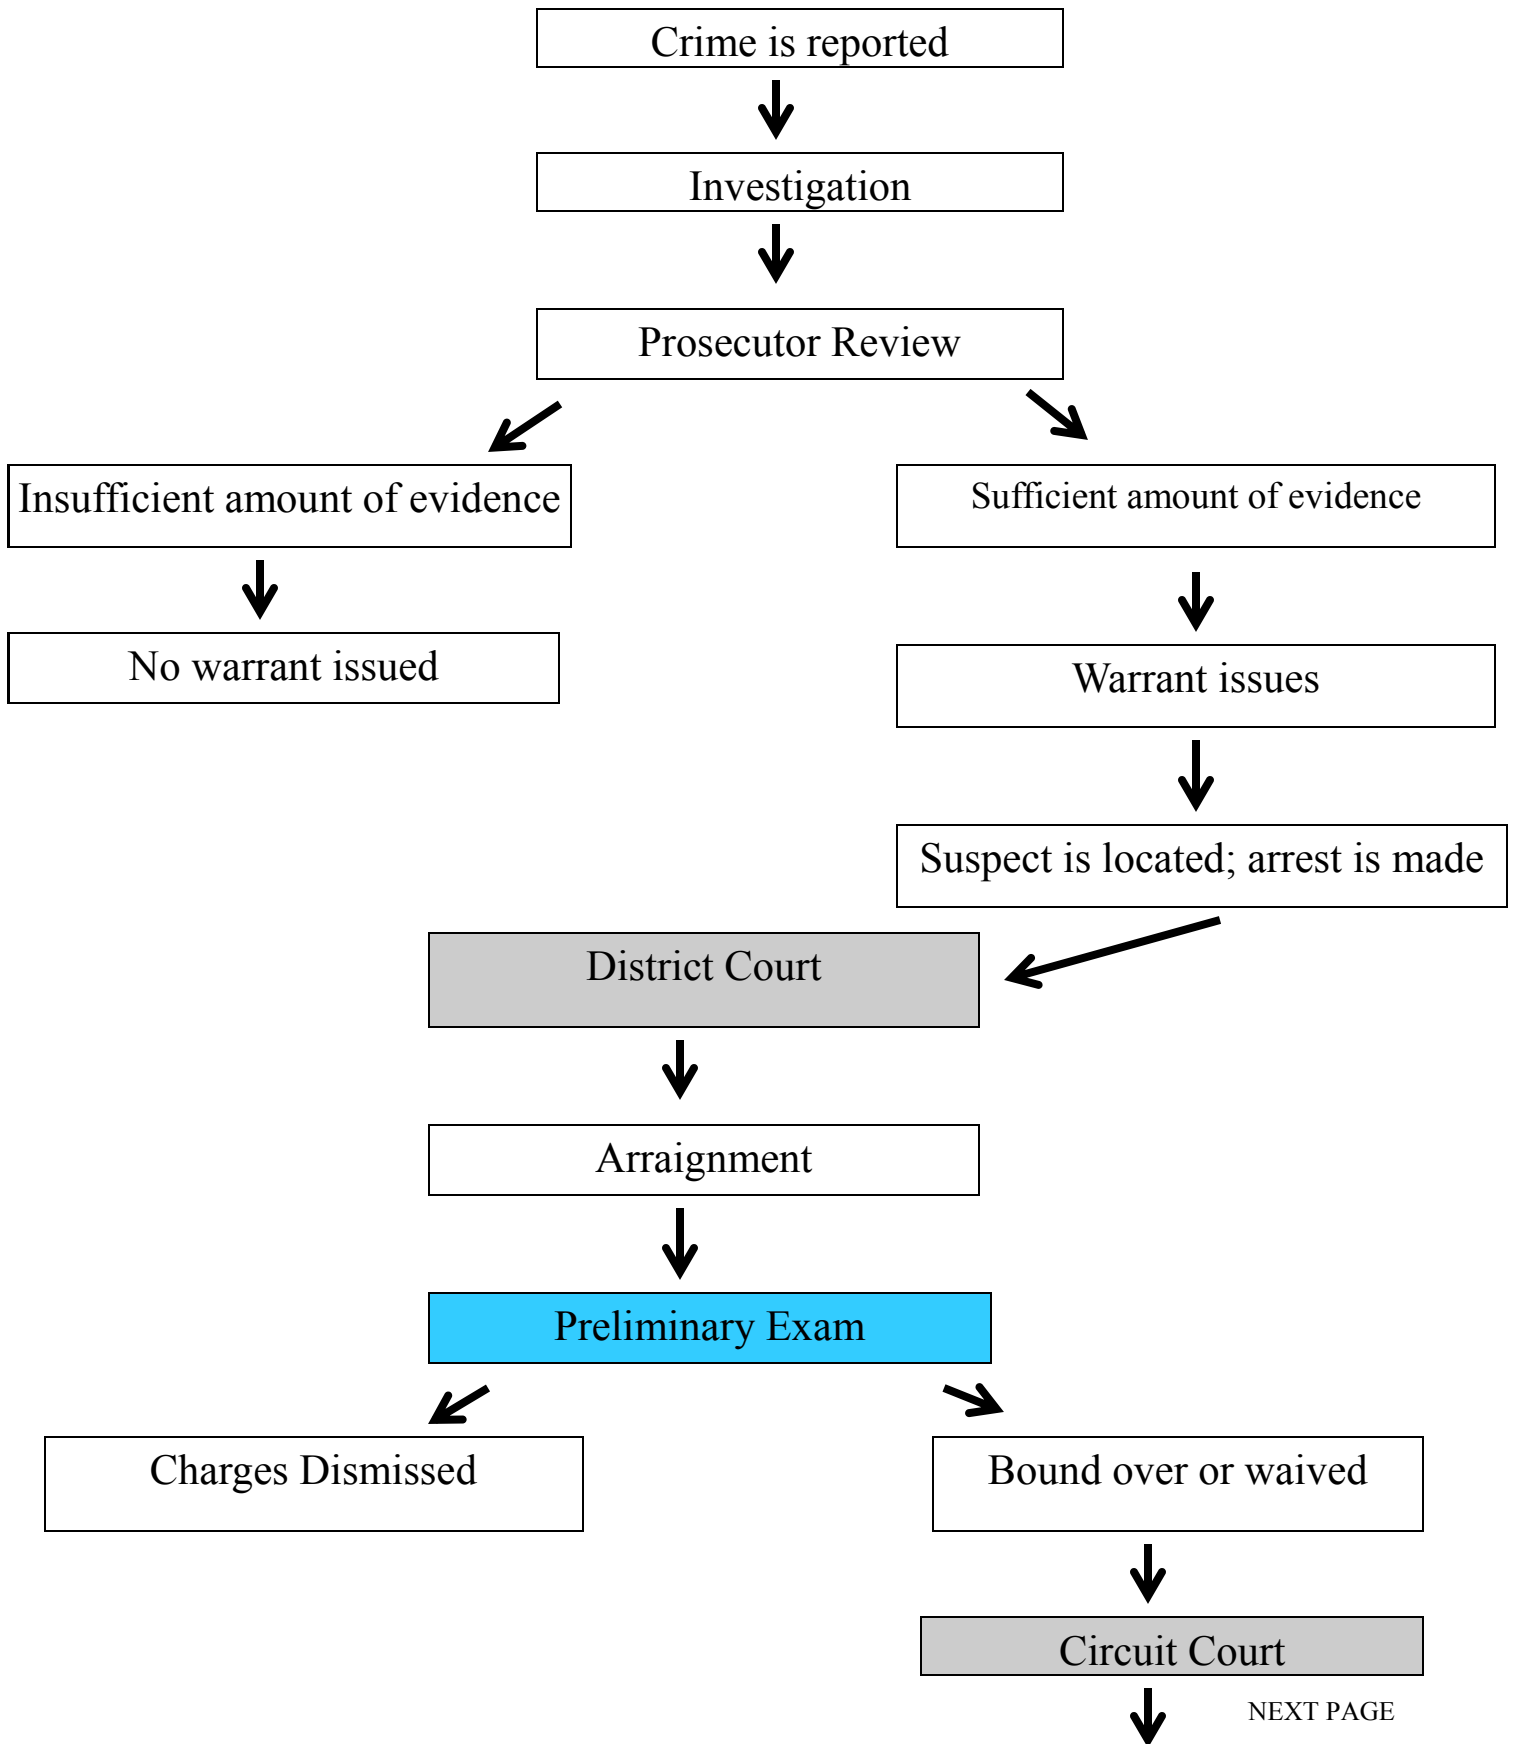 Crime is reported
Investigation
Prosecutor Review
Insufficient amount of evidence
Sufficient amount of evidence
No warrant issued
Warrant issues
Suspect is located; arrest is made
District Court
Arraignment
Preliminary Exam
Charges Dismissed
Bound over or waived
Circuit Court
NEXT PAGE